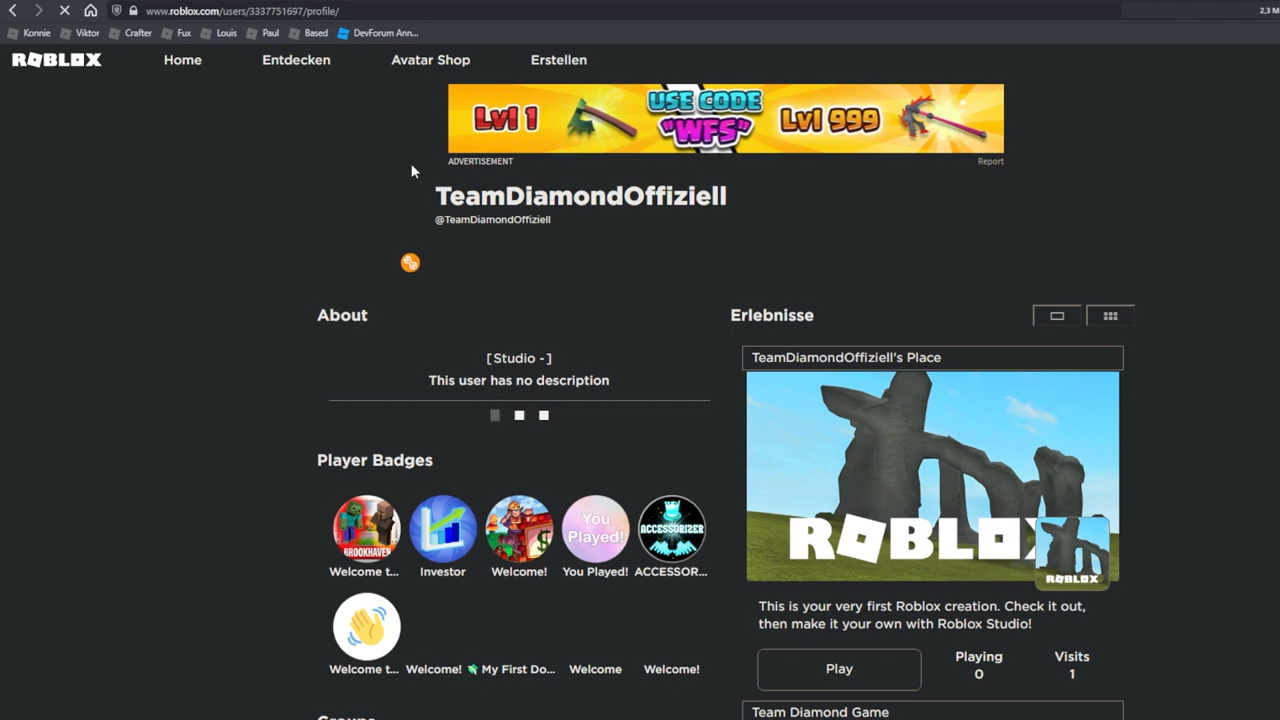 www.roblox.com/users/3337751697/profile/
2,3 M
Konnie Viktor Crafter Fux Louis Paul Based DevForum Ann...
ROBLOX Home Entdecken Avatar Shop Erstellen
Lvl 1 USE CODE "WFS" Lvl 999
ADVERTISEMENT Report
TeamDiamondOffiziell
@TeamDiamondOffiziell
About
[ Studio - ]
This user has no description
Player Badges
BROOKHAVEN
You Played!
ACCESSORIZER
Welcome t... Investor Welcome! You Played! ACCESSOR...
Welcome t... Welcome! 💸 My First Do... Welcome Welcome!
Groups
Erlebnisse
TeamDiamondOffiziell's Place
ROBLOX
ROBLOX
This is your very first Roblox creation. Check it out,
then make it your own with Roblox Studio!
Play
Playing
0
Visits
1
Team Diamond Game